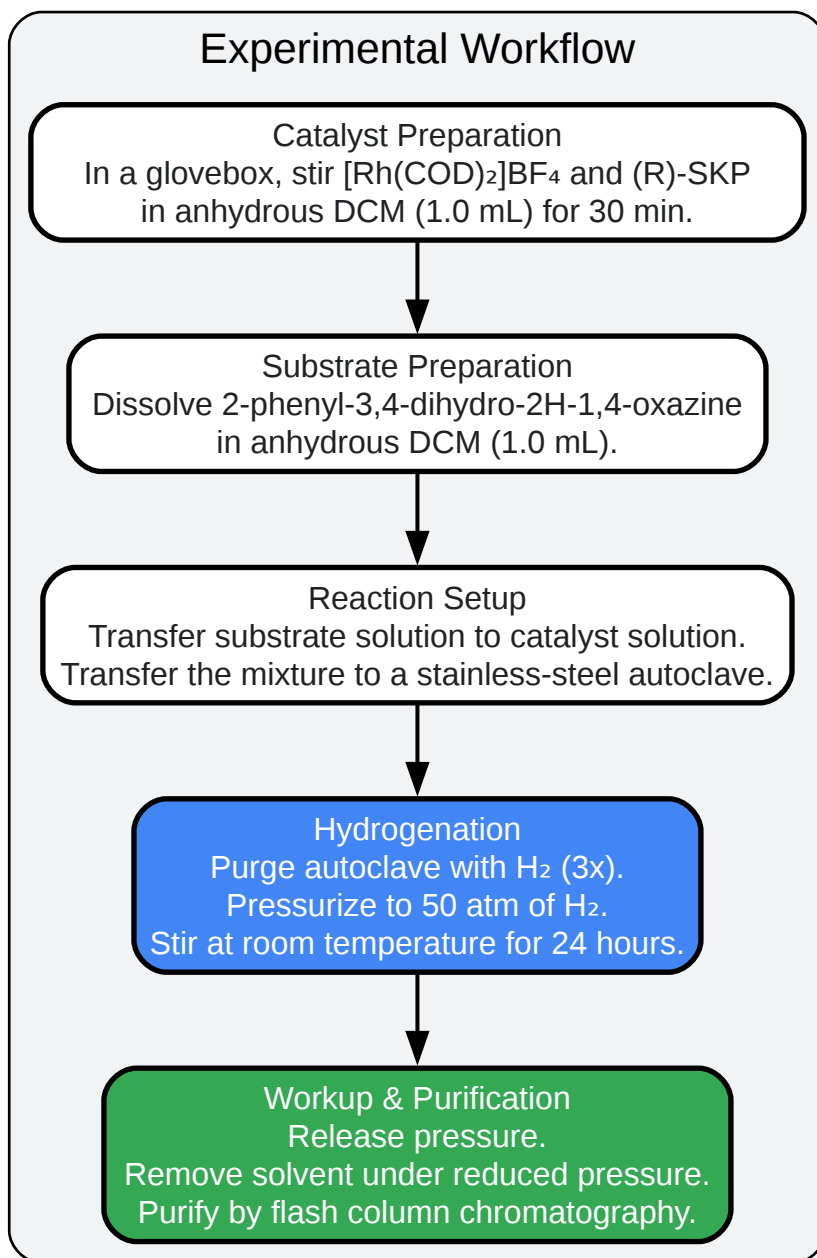 Experimental Workflow
Catalyst Preparation
In a glovebox, stir [Rh(COD)₂]BF₄ and (R)-SKP
in anhydrous DCM (1.0 mL) for 30 min.
Substrate Preparation
Dissolve 2-phenyl-3,4-dihydro-2H-1,4-oxazine
in anhydrous DCM (1.0 mL).
Reaction Setup
Transfer substrate solution to catalyst solution.
Transfer the mixture to a stainless-steel autoclave.
Hydrogenation
Purge autoclave with H₂ (3x).
Pressurize to 50 atm of H₂.
Stir at room temperature for 24 hours.
Workup & Purification
Release pressure.
Remove solvent under reduced pressure.
Purify by flash column chromatography.